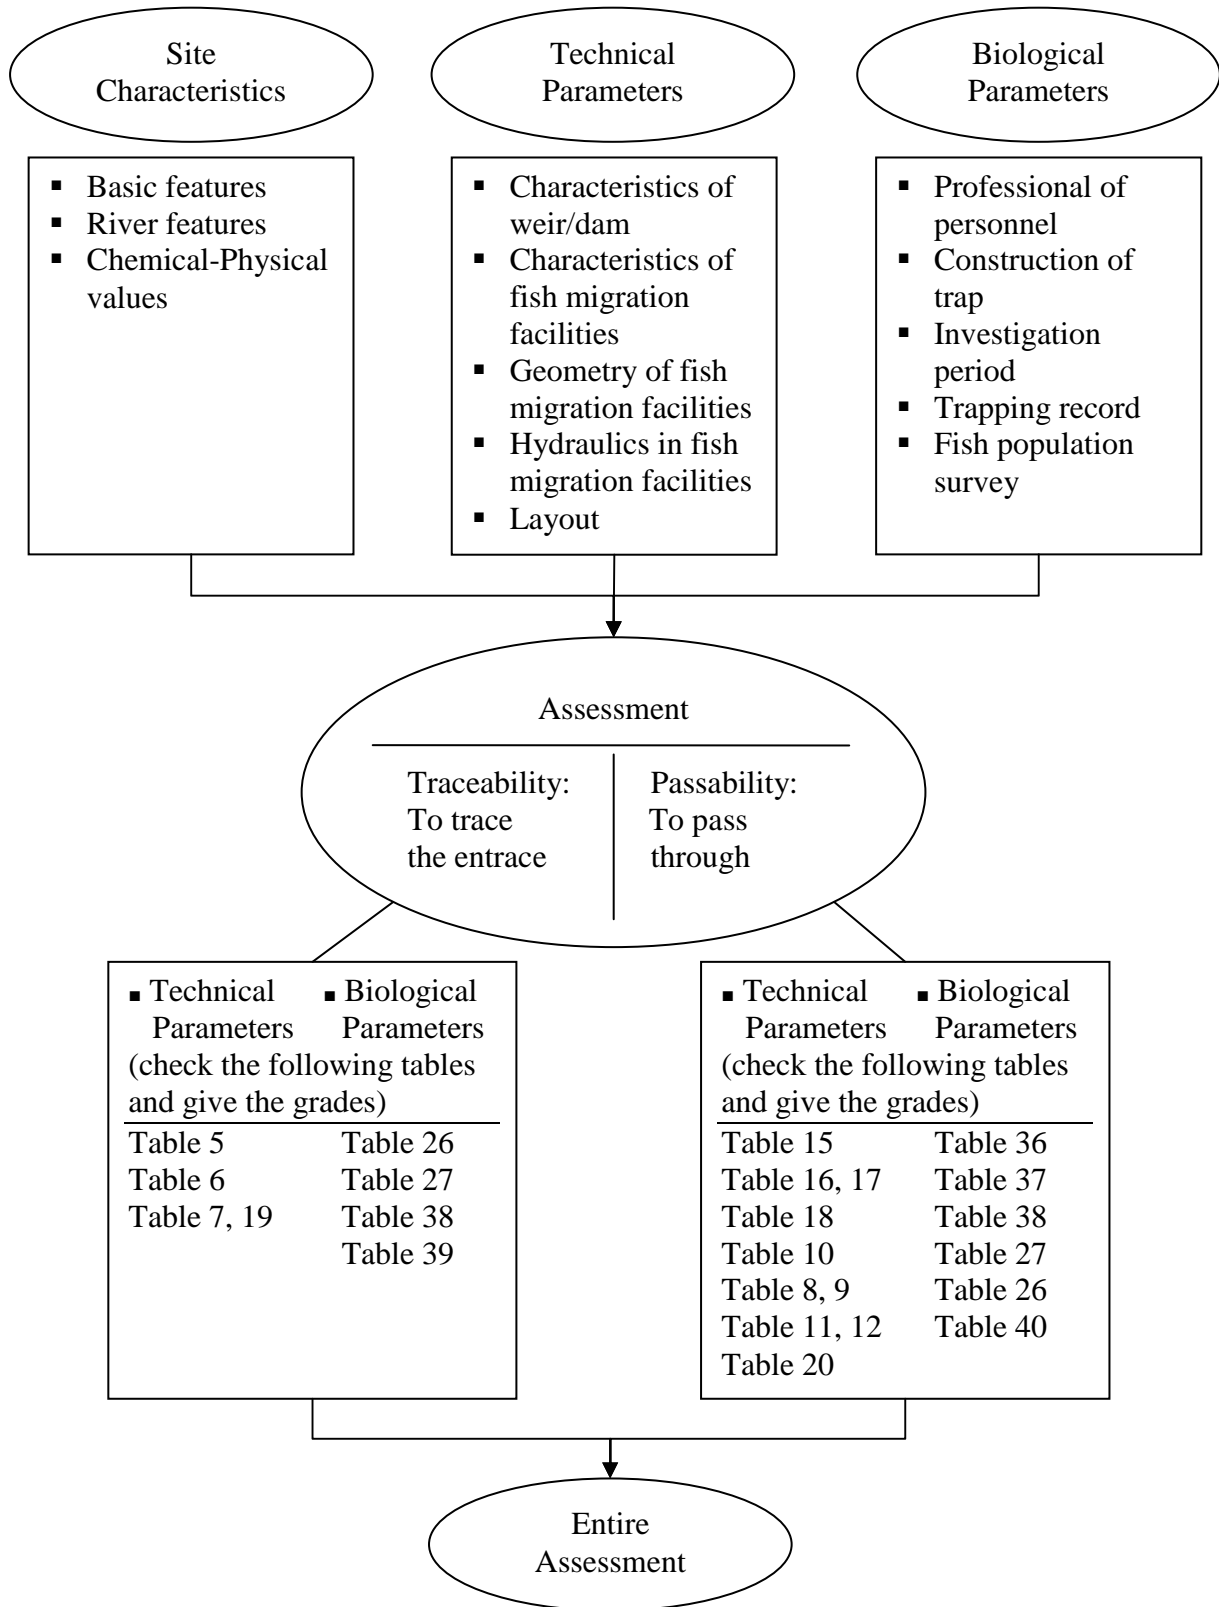 Site
Characteristics
Technical
Parameters
Biological
Parameters
▪ Basic features
▪ River features
▪ Chemical-Physical
values
▪ Characteristics of
weir/dam
▪ Characteristics of
fish migration
facilities
▪ Geometry of fish
migration facilities
▪ Hydraulics in fish
migration facilities
▪ Layout
▪ Professional of
personnel
▪ Construction of
trap
▪ Investigation
period
▪ Trapping record
▪ Fish population
survey
Assessment
Traceability:
To trace
the entrace
Passability:
To pass
through
▪ Technical ▪ Biological
Parameters Parameters
(check the following tables
and give the grades)
Table 5 Table 26
Table 6 Table 27
Table 7, 19 Table 38
Table 39
▪ Technical ▪ Biological
Parameters Parameters
(check the following tables
and give the grades)
Table 15 Table 36
Table 16, 17 Table 37
Table 18 Table 38
Table 10 Table 27
Table 8, 9 Table 26
Table 11, 12 Table 40
Table 20
Entire
Assessment